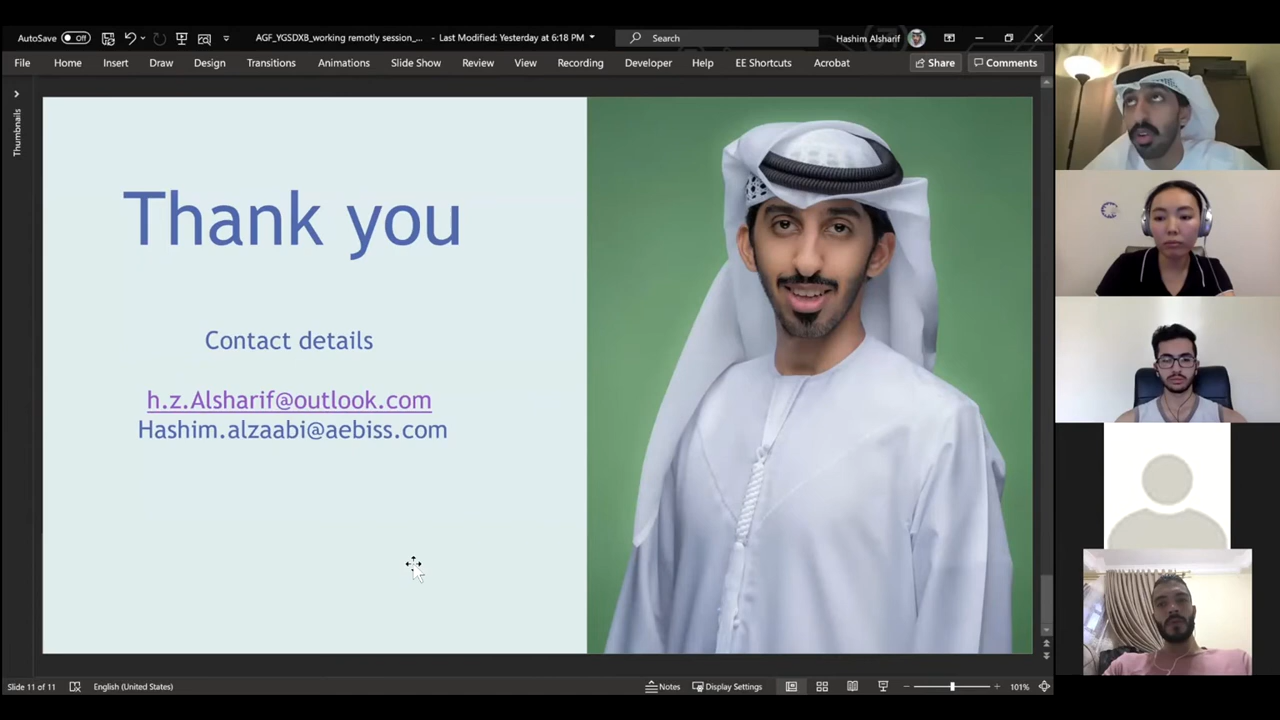 AutoSave Off AGF_YGSDXB_working remotly session_... - Last Modified: Yesterday at 6:18 PM Search Hashim Alsharif
File Home Insert Draw Design Transitions Animations Slide Show Review View Recording Developer Help EE Shortcuts Acrobat Share Comments
Thumbnails
Thank you
Contact details
h.z.Alsharif@outlook.com
Hashim.alzaabi@aebiss.com
Slide 11 of 11 English (United States) Notes Display Settings 101%